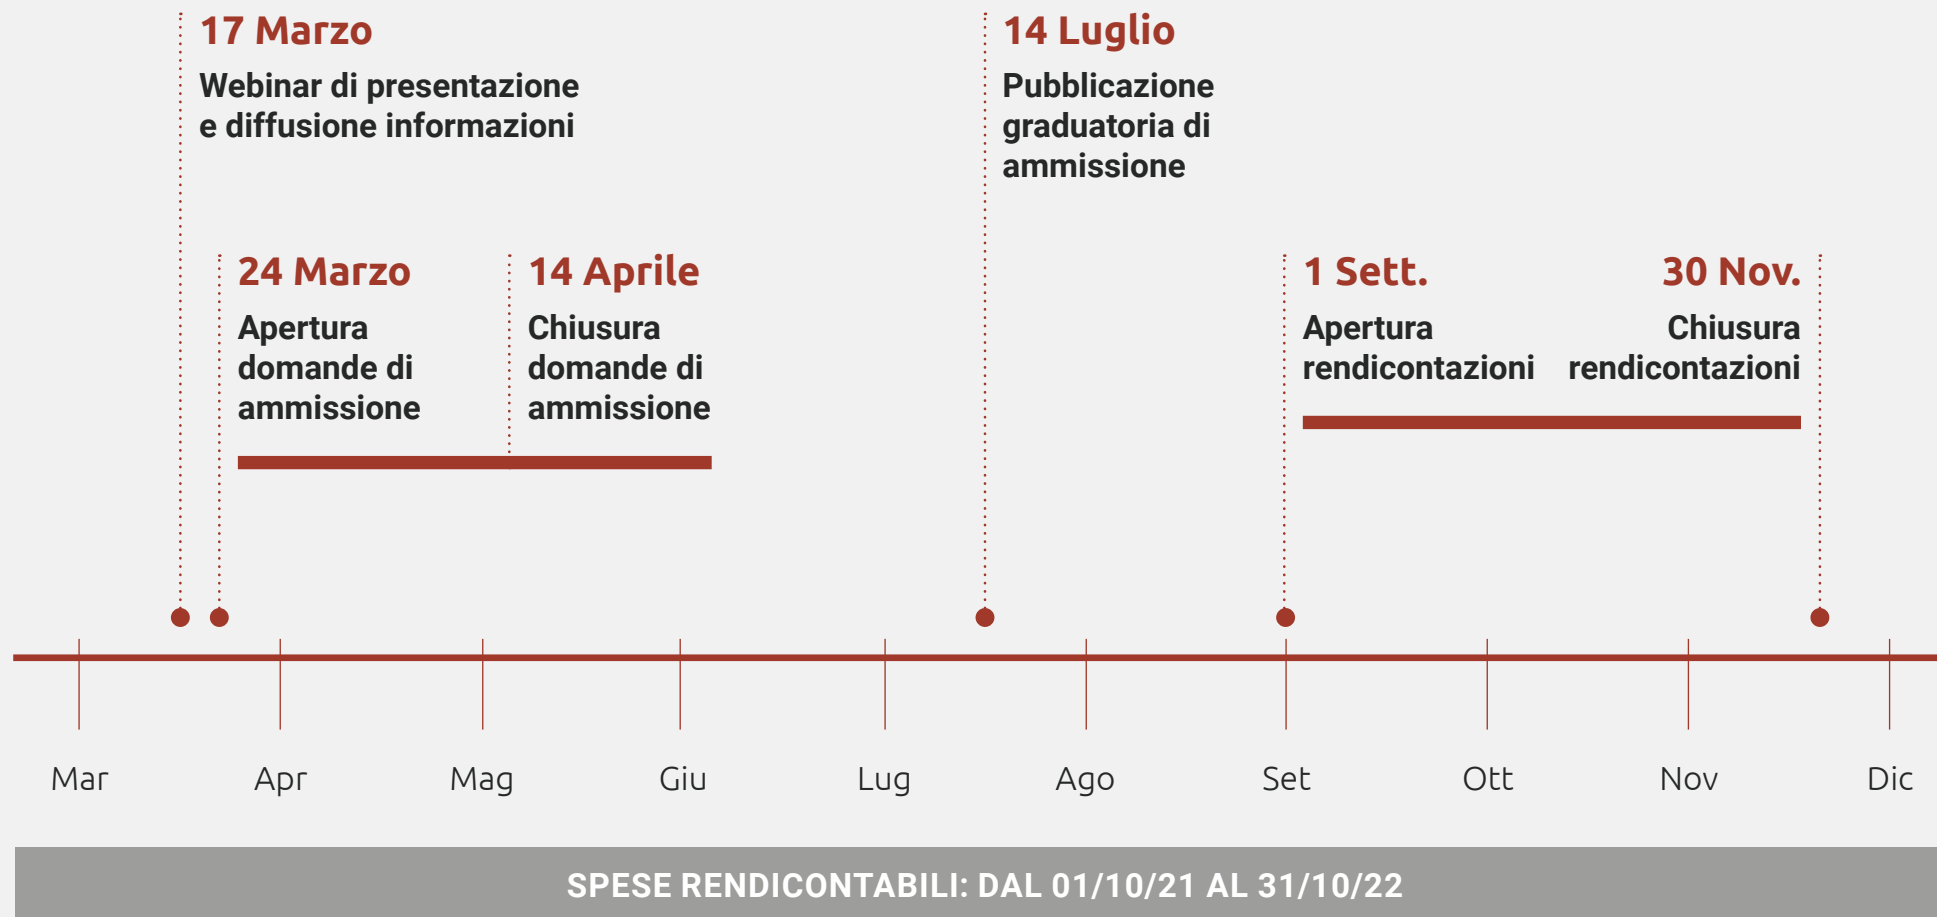 17 Marzo
Webinar di presentazione
e diffusione informazioni
14 Luglio
Pubblicazione
graduatoria di
ammissione
24 Marzo
Apertura
domande di
ammissione
14 Aprile
Chiusura
domande di
ammissione
1 Sett.
Apertura
rendicontazioni
30 Nov.
Chiusura
rendicontazioni
Mar Apr Mag Giu Lug Ago Set Ott Nov Dic
SPESE RENDICONTABILI: DAL 01/10/21 AL 31/10/22